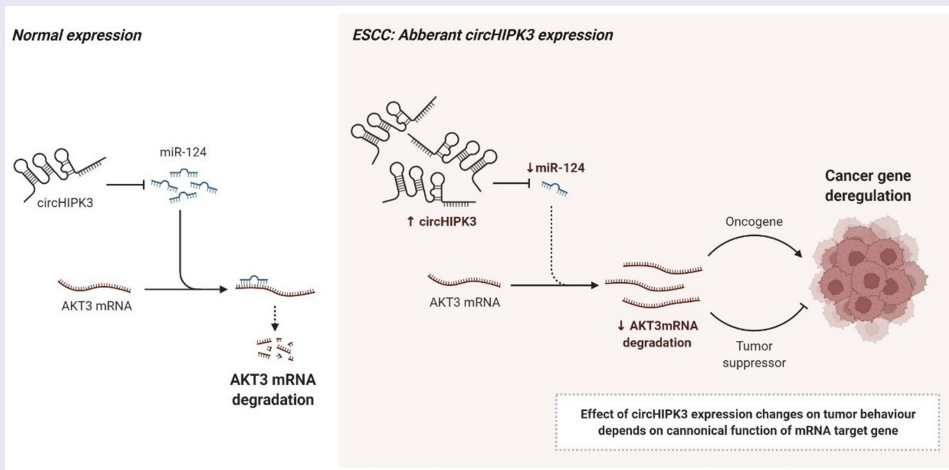 Normal expression
ESCC: Abberant circHIPK3 expression
circHIPK3
miR-124
AKT3 mRNA
AKT3 mRNA
degradation
↑ circHIPK3
↓miR-124
AKT3 mRNA
↓ AKT3mRNA
degradation
Oncogene
Tumor
suppressor
Cancer gene
deregulation
Effect of circHIPK3 expression changes on tumor behaviour
depends on cannonical function of mRNA target gene